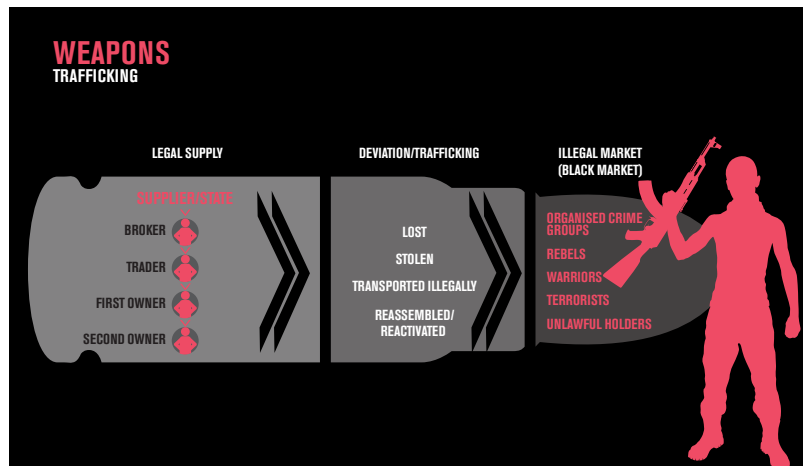 WEAPONS
TRAFFICKING
LEGAL SUPPLY
SUPPLIER/STATE
BROKER
TRADER
FIRST OWNER
SECOND OWNER
DEVIATION/TRAFFICKING
LOST
STOLEN
TRANSPORTED ILLEGALLY
REASSEMBLED/
REACTIVATED
ILLEGAL MARKET
(BLACK MARKET)
ORGANISED CRIME
GROUPS
REBELS
WARRIORS
TERRORISTS
UNLAWFUL HOLDERS